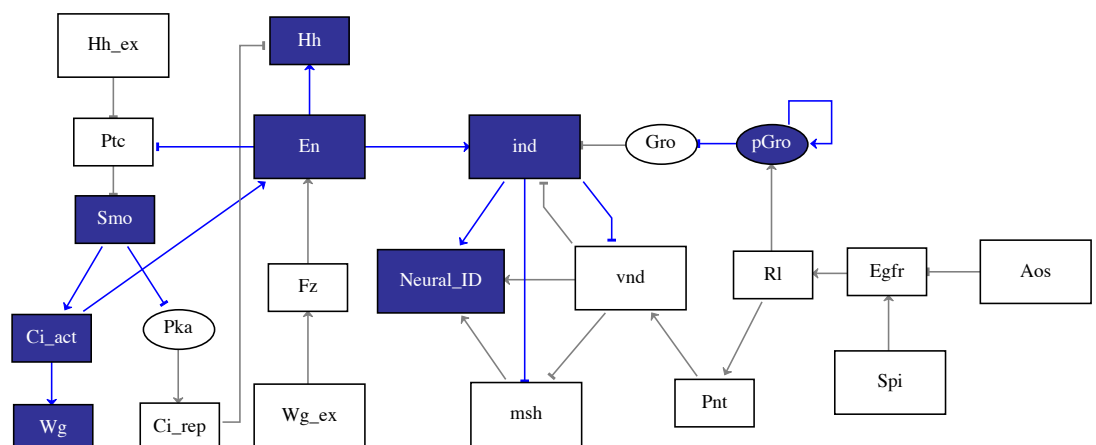 Hh_ex
Hh
Ptc
En
ind
Gro
pGro
Smo
Neural_ID
vnd
Rl
Egfr
Aos
Fz
Ci_act
Pka
Spi
Wg
Ci_rep
Wg_ex
msh
Pnt